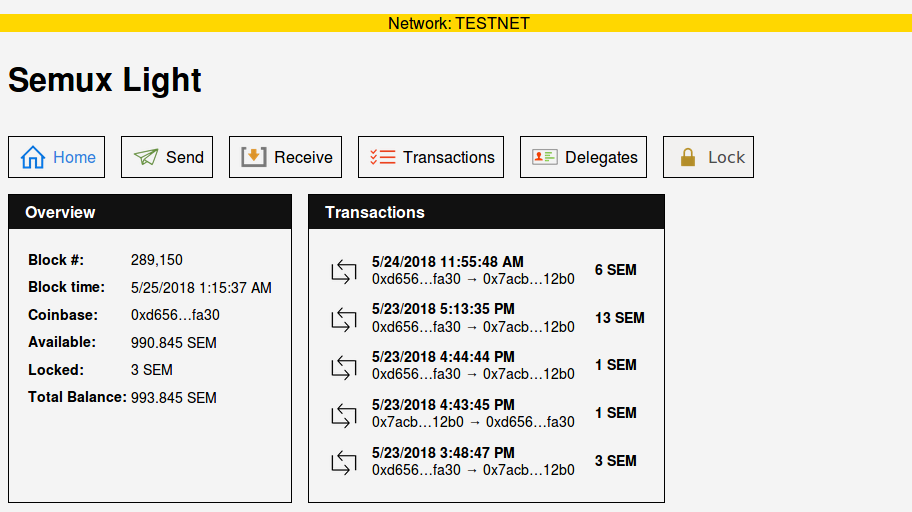 Network: TESTNET
Semux Light
Home Send Receive Transactions Delegates Lock
Overview
Block #: 289,150
Block time: 5/25/2018 1:15:37 AM
Coinbase: 0xd656…fa30
Available: 990.845 SEM
Locked: 3 SEM
Total Balance: 993.845 SEM
Transactions
5/24/2018 11:55:48 AM
0xd656…fa30 → 0x7acb…12b0
6 SEM
5/23/2018 5:13:35 PM
0xd656…fa30 → 0x7acb…12b0
13 SEM
5/23/2018 4:44:44 PM
0xd656…fa30 → 0x7acb…12b0
1 SEM
5/23/2018 4:43:45 PM
0x7acb…12b0 → 0xd656…fa30
1 SEM
5/23/2018 3:48:47 PM
0xd656…fa30 → 0x7acb…12b0
3 SEM